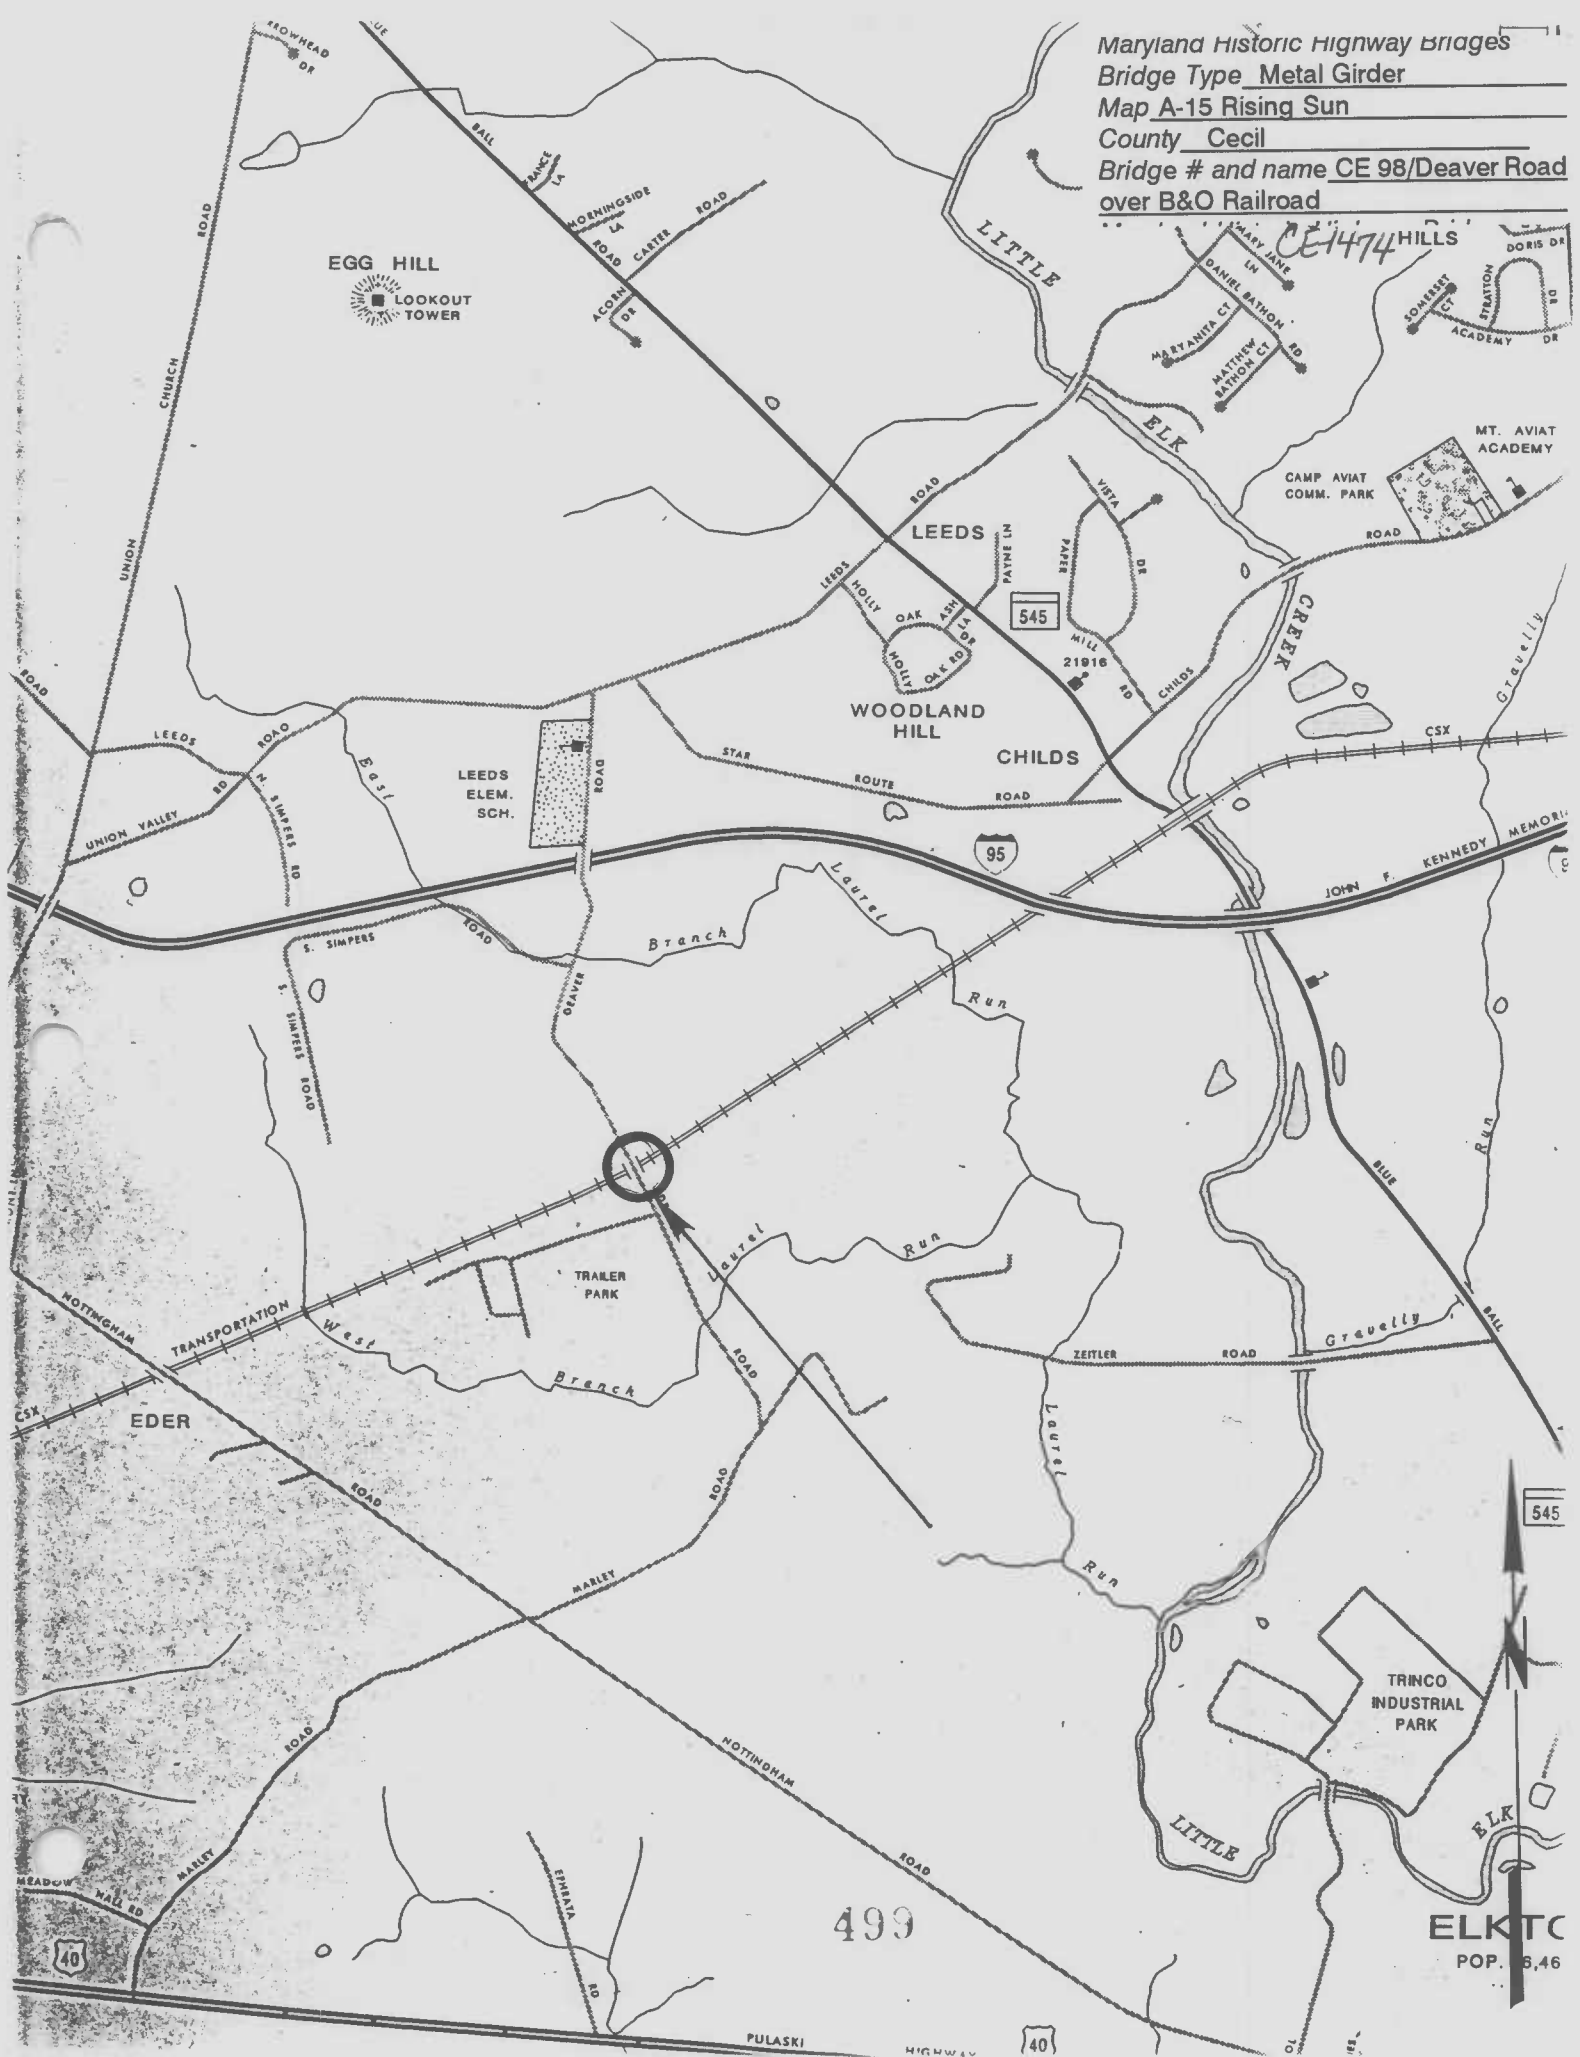 Maryland Historic Highway Bridges
Bridge Type Metal Girder
Map A-15 Rising Sun
County Cecil
Bridge # and name CE 98/Deaver Road
over B&O Railroad
CE1474
HILLS
DR
BALL
LA
MORNINGSIDE
LA
ROAD
CARTER ROAD
ACORN
DR
EGG HILL
LOOKOUT
TOWER
UNION CHURCH ROAD
LITTLE
ELK
CREEK
MARY JANE
LN
DANIEL BATHON
RD
MARYANITA CT
MATTHEW
BATHON CT
SOMERSET
CT
STRATTON
DR
DORIS DR
ACADEMY DR
MT. AVIAT
ACADEMY
CAMP AVIAT
COMM. PARK
ROAD
VISTA
DR
PAPER
MILL
RD
21916
LEEDS
ROAD
LEEDS
PAYNE LN
545
HOLLY
OAK
ASH
LA
DR
HOLLY
OAK RD
WOODLAND
HILL
CHILDS
CHILDS
Gravelly
Run
CSX
ROAD
LEEDS
ROAD
UNION VALLEY
RD
N SIMPERS RD
East
LEEDS
ELEM.
SCH.
ROAD
STAR ROUTE ROAD
95
JOHN F. KENNEDY
S. SIMPERS
ROAD
S. SIMPERS ROAD
Branch
Laurel
Run
DEAVER
TRAILER
PARK
Laurel
Run
BLUE
BALL
NOTTINGHAM
TRANSPORTATION
CSX
West
Branch
ROAD
EDER
ROAD
ZEITLER ROAD
Gravelly
Laurel
Run
ROAD
MARLEY
545
N
TRINCO
INDUSTRIAL
PARK
ROAD
NOTTINDHAM
ROAD
MARLEY
MEADOW
HALL RD
LITTLE
ELK
EPHRATA
RD
499
40
PULASKI
40
POP.